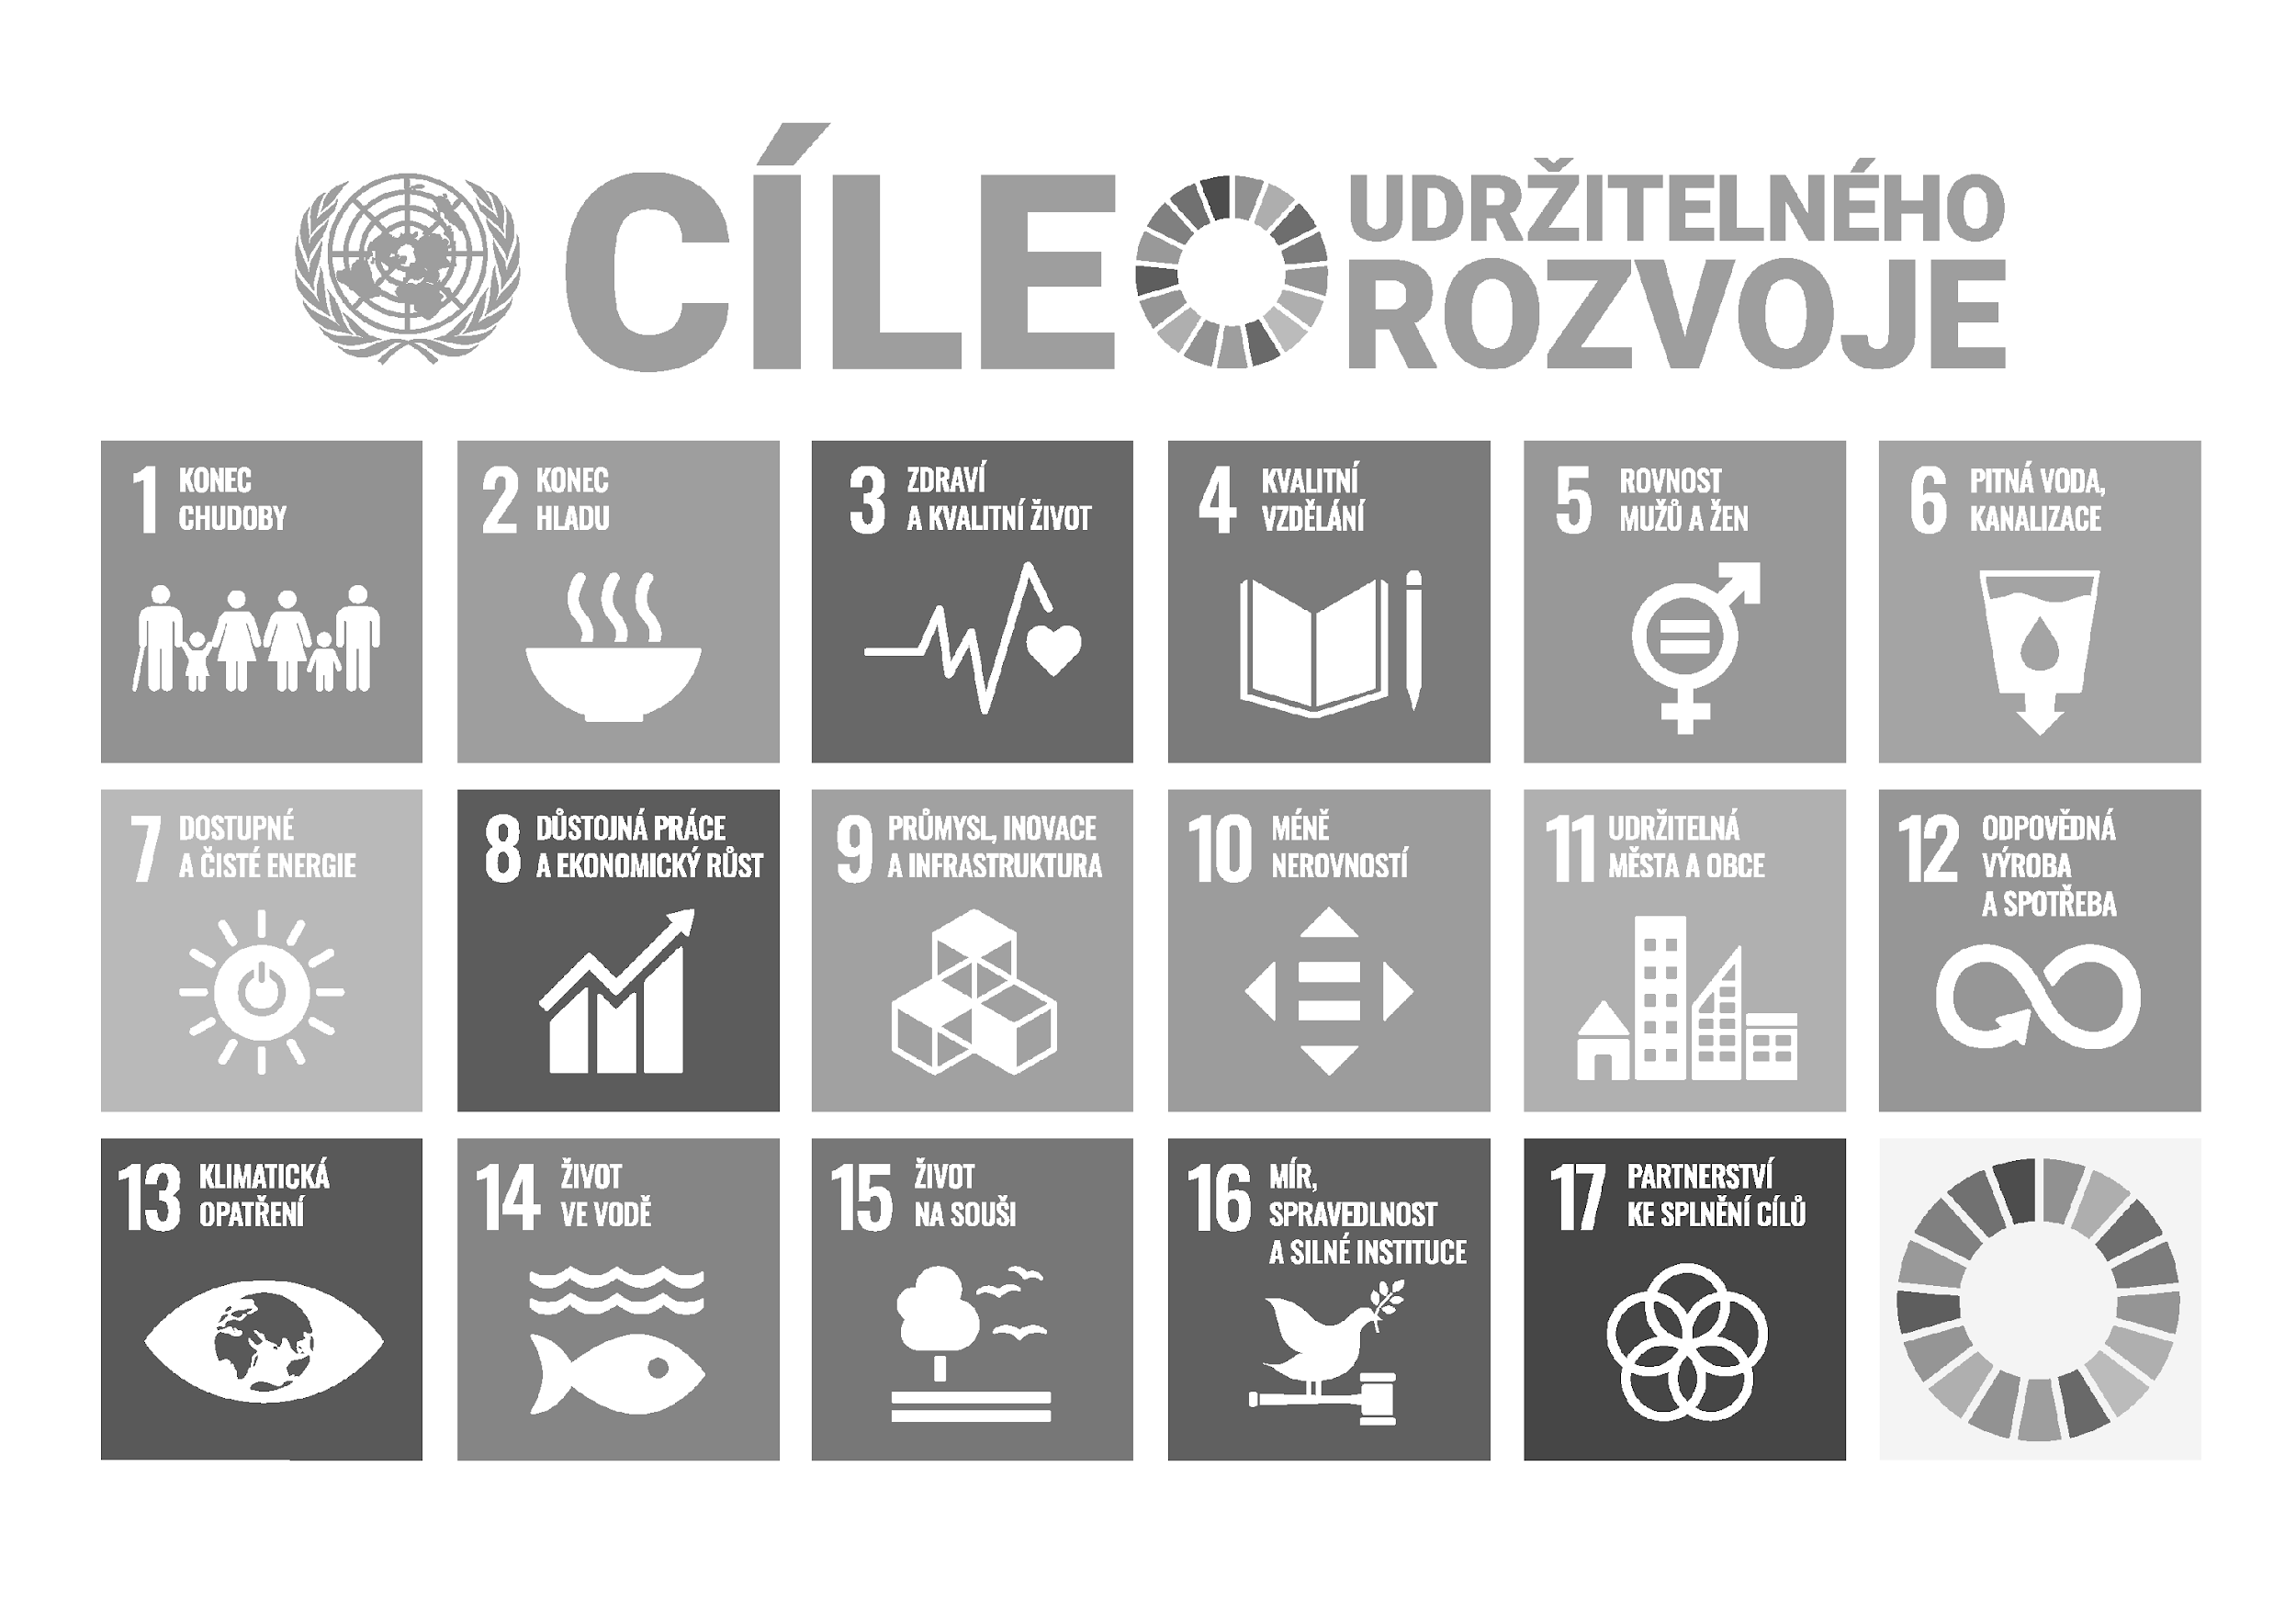 CÍLE UDRŽITELNÉHO
ROZVOJE
1 KONEC
CHUDOBY
2 KONEC
HLADU
3 ZDRAVÍ
A KVALITNÍ ŽIVOT
4 KVALITNÍ
VZDĚLÁNÍ
5 ROVNOST
MUŽŮ A ŽEN
6 PITNÁ VODA,
KANALIZACE
7 DOSTUPNÉ
A ČISTÉ ENERGIE
8 DŮSTOJNÁ PRÁCE
A EKONOMICKÝ RŮST
9 PRŮMYSL, INOVACE
A INFRASTRUKTURA
10 MÉNĚ
NEROVNOSTÍ
11 UDRŽITELNÁ
MĚSTA A OBCE
12 ODPOVĚDNÁ
VÝROBA
A SPOTŘEBA
13 KLIMATICKÁ
OPATŘENÍ
14 ŽIVOT
VE VODĚ
15 ŽIVOT
NA SOUŠI
16 MÍR,
SPRAVEDLNOST
A SILNÉ INSTITUCE
17 PARTNERSTVÍ
KE SPLNĚNÍ CÍLŮ